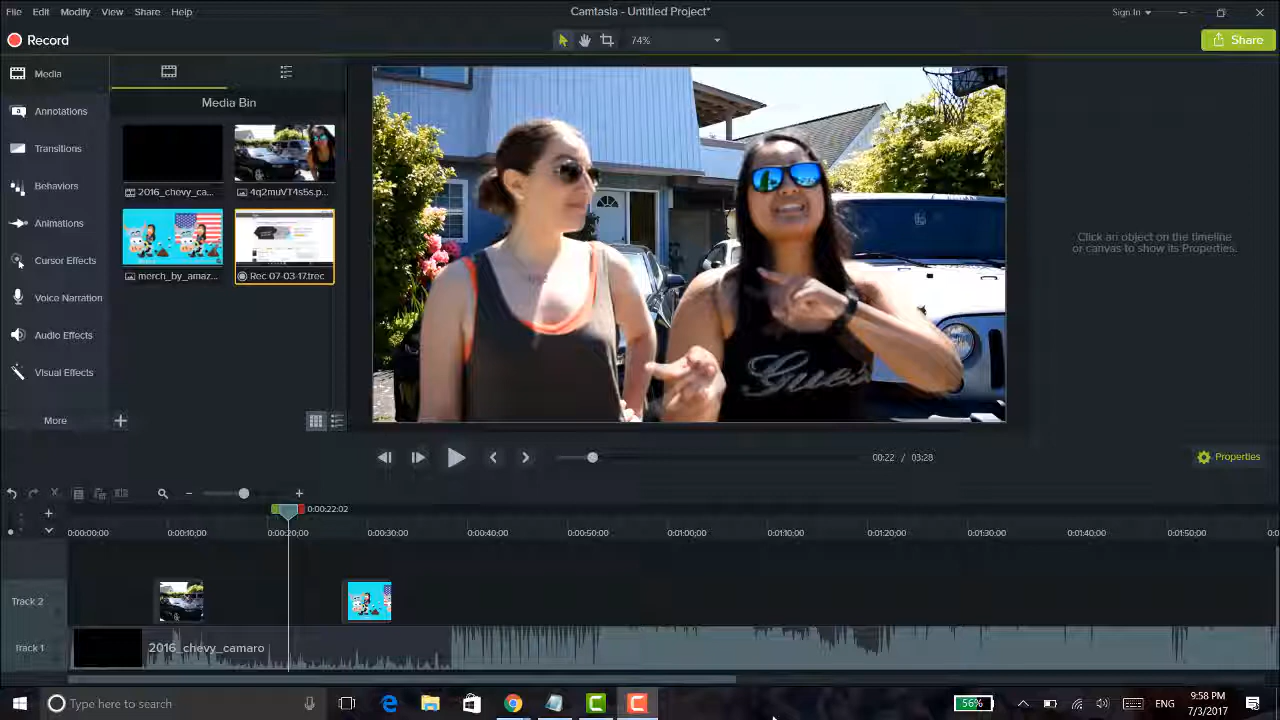 File Edit Modify View Share Help
Camtasia - Untitled Project*
Sign In
Record
74%
Share
Media
Annotations
Transitions
Behaviors
Animations
Cursor Effects
Voice Narration
Audio Effects
Visual Effects
More
Media Bin
2016_chevy_ca...
4q2muVT4s5s.p...
merch_by_amaz...
Rec 07-03-17.trec
Guess
Click an object on the timeline
or canvas to show its Properties.
00:22 / 03:28
Properties
0:00:22;02
0:00:00;00 0:00:10;00 0:00:20;00 0:00:30;00 0:00:40;00 0:00:50;00 0:01:00;00 0:01:10;00 0:01:20;00 0:01:30;00 0:01:40;00 0:01:50;00
Track 2
Track 1
2016_chevy_camaro
Type here to search
56%
ENG
9:58 PM
7/3/2017